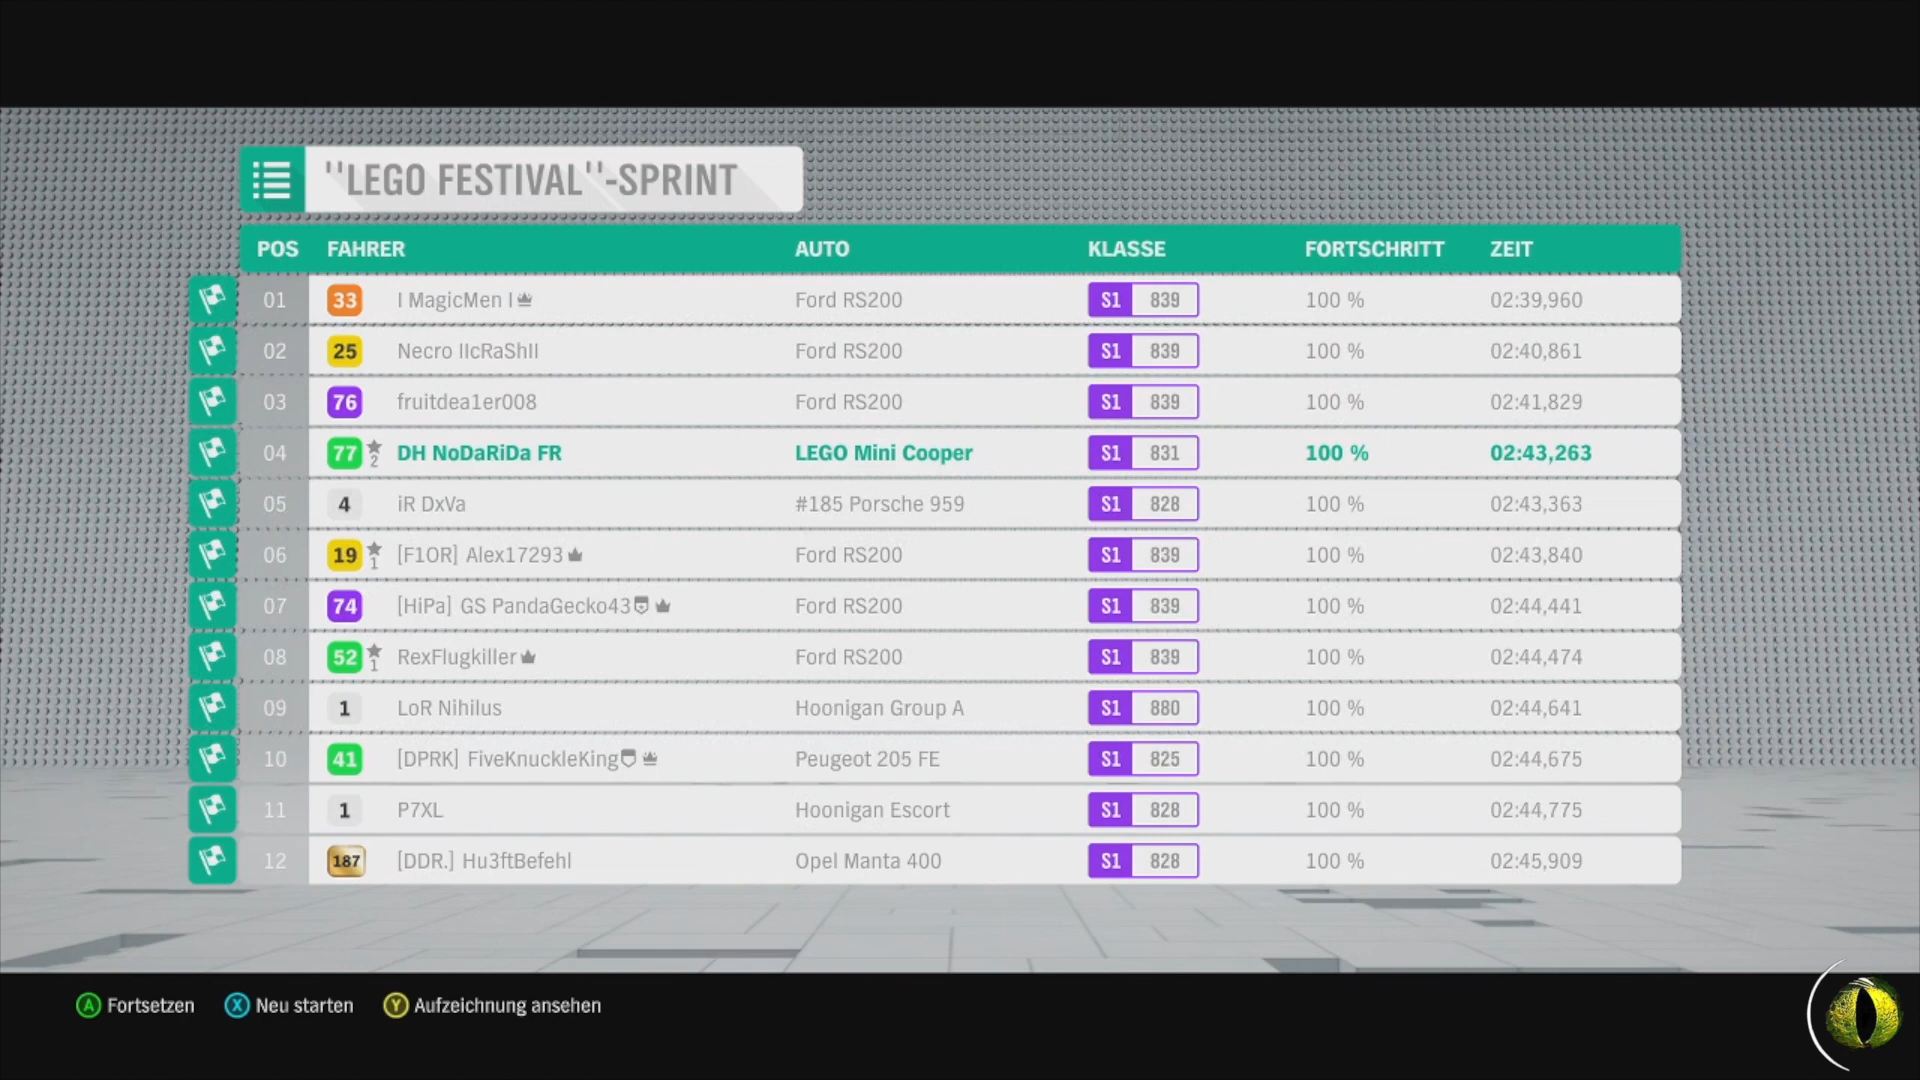 ''LEGO FESTIVAL''-SPRINT
POS FAHRER AUTO KLASSE FORTSCHRITT ZEIT
01 33 I MagicMen I Ford RS200 S1 839 100 % 02:39,960
02 25 Necro IIcRaShII Ford RS200 S1 839 100 % 02:40,861
03 76 fruitdea1er008 Ford RS200 S1 839 100 % 02:41,829
04 77 2 DH NoDaRiDa FR LEGO Mini Cooper S1 831 100 % 02:43,263
05 4 iR DxVa #185 Porsche 959 S1 828 100 % 02:43,363
06 19 1 [F1OR] Alex17293 Ford RS200 S1 839 100 % 02:43,840
07 74 [HiPa] GS PandaGecko43 Ford RS200 S1 839 100 % 02:44,441
08 52 1 RexFlugkiller Ford RS200 S1 839 100 % 02:44,474
09 1 LoR Nihilus Hoonigan Group A S1 880 100 % 02:44,641
10 41 [DPRK] FiveKnuckleKing Peugeot 205 FE S1 825 100 % 02:44,675
11 1 P7XL Hoonigan Escort S1 828 100 % 02:44,775
12 187 [DDR.] Hu3ftBefehl Opel Manta 400 S1 828 100 % 02:45,909
A Fortsetzen X Neu starten Y Aufzeichnung ansehen